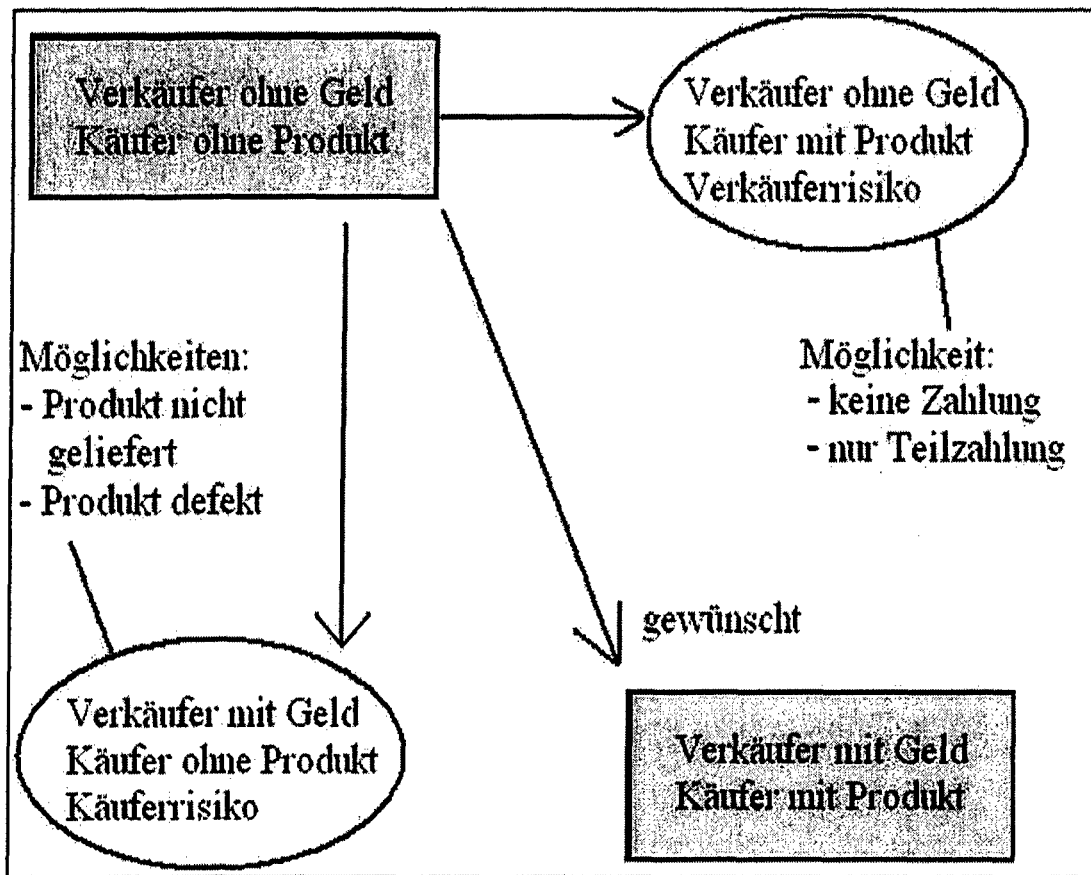 Verkäufer ohne Geld
Käufer ohne Produkt
Verkäufer ohne Geld
Käufer mit Produkt
Verkäuferrisiko
Möglichkeiten:
- Produkt nicht
geliefert
- Produkt defekt
Möglichkeit:
- keine Zahlung
- nur Teilzahlung
gewünscht
Verkäufer mit Geld
Käufer ohne Produkt
Käuferrisiko
Verkäufer mit Geld
Käufer mit Produkt